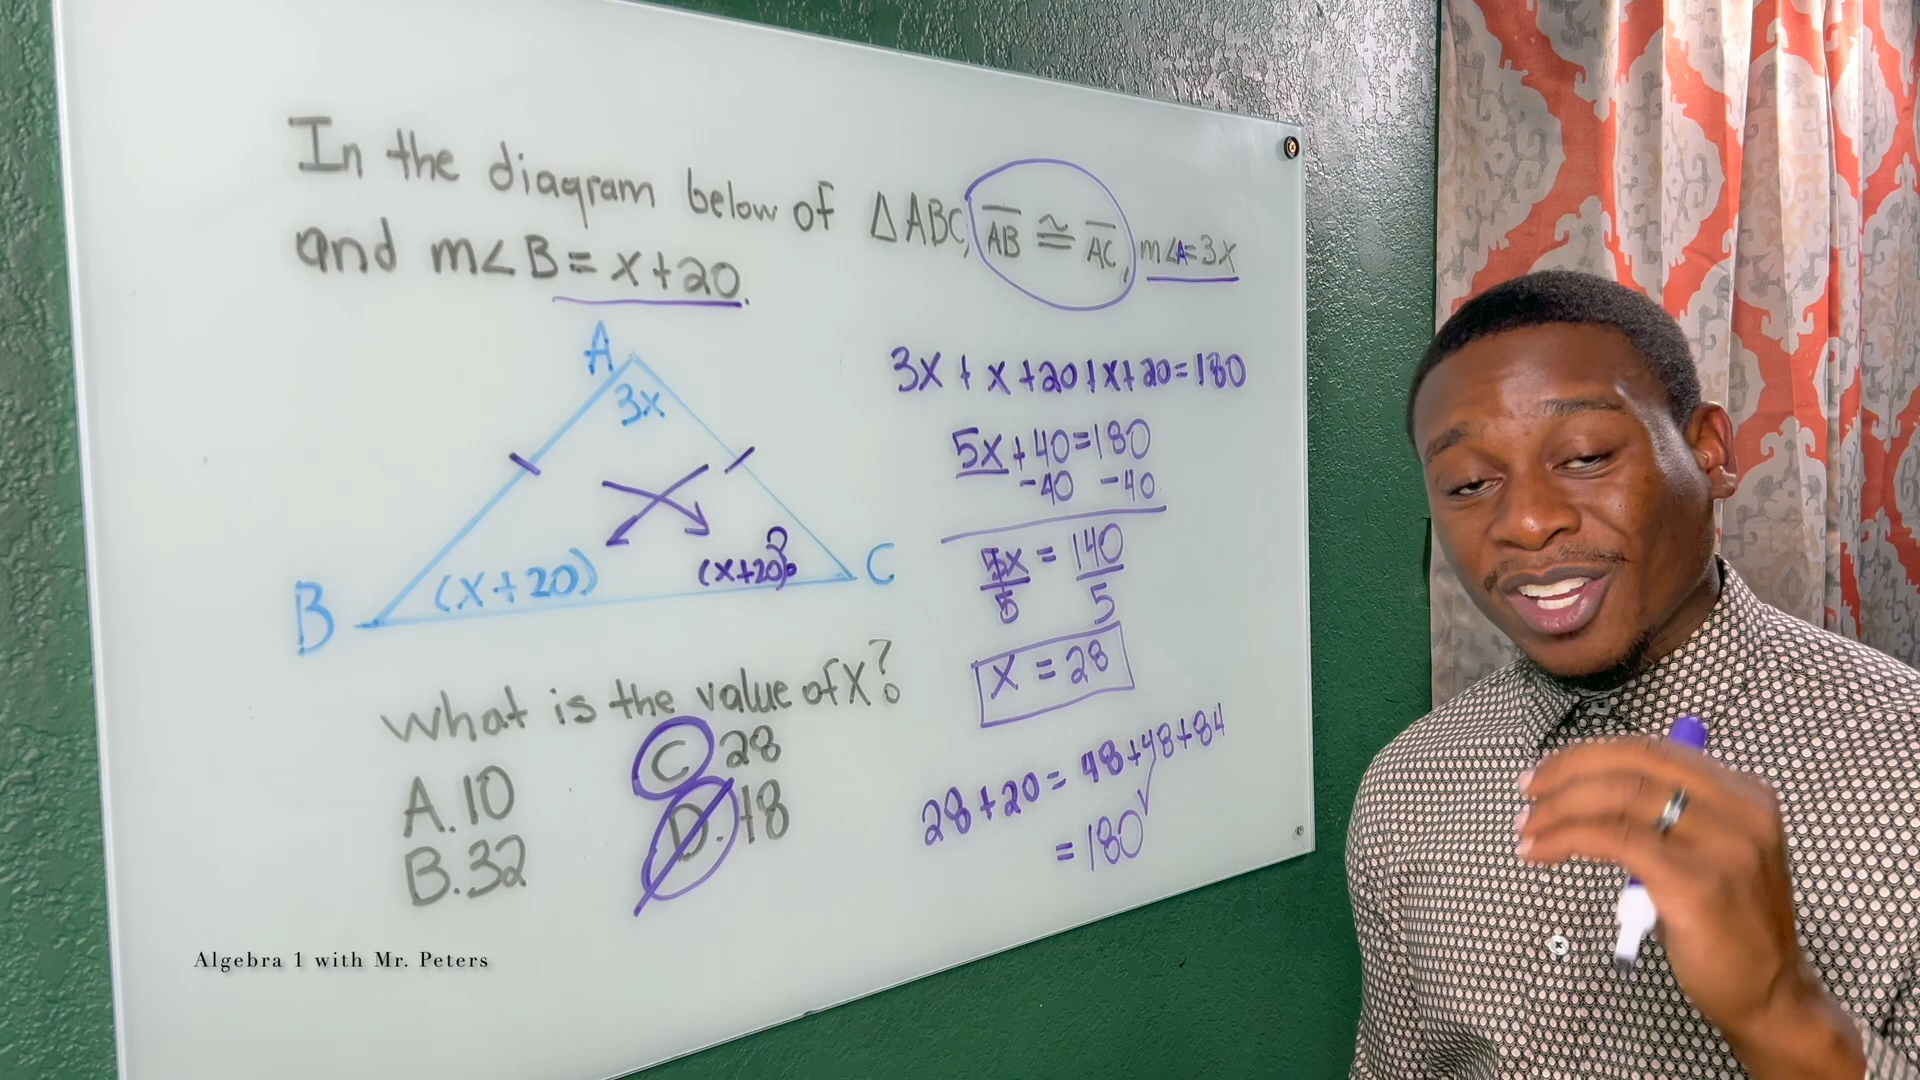 In the diagram below of △ABC, AB ≅ AC, m∠A=3x
and m∠B = x+20.
A
3x
B
(x+20)
(x+20)?
C
3x + x +20+x+20=180
5x+40=180
-40 -40
5x = 140
5 5
x = 28
28+20= 48+48+84
= 180 ✓
What is the value of x?
A. 10
B. 32
C 28
D. 18
Algebra 1 with Mr. Peters